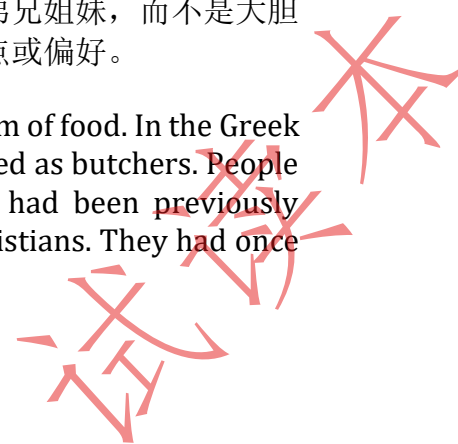 弟兄姐妹，而不是大胆
点或偏好。
m of food. In the Greek
ed as butchers. People
had been previously
istians. They had once
试读本